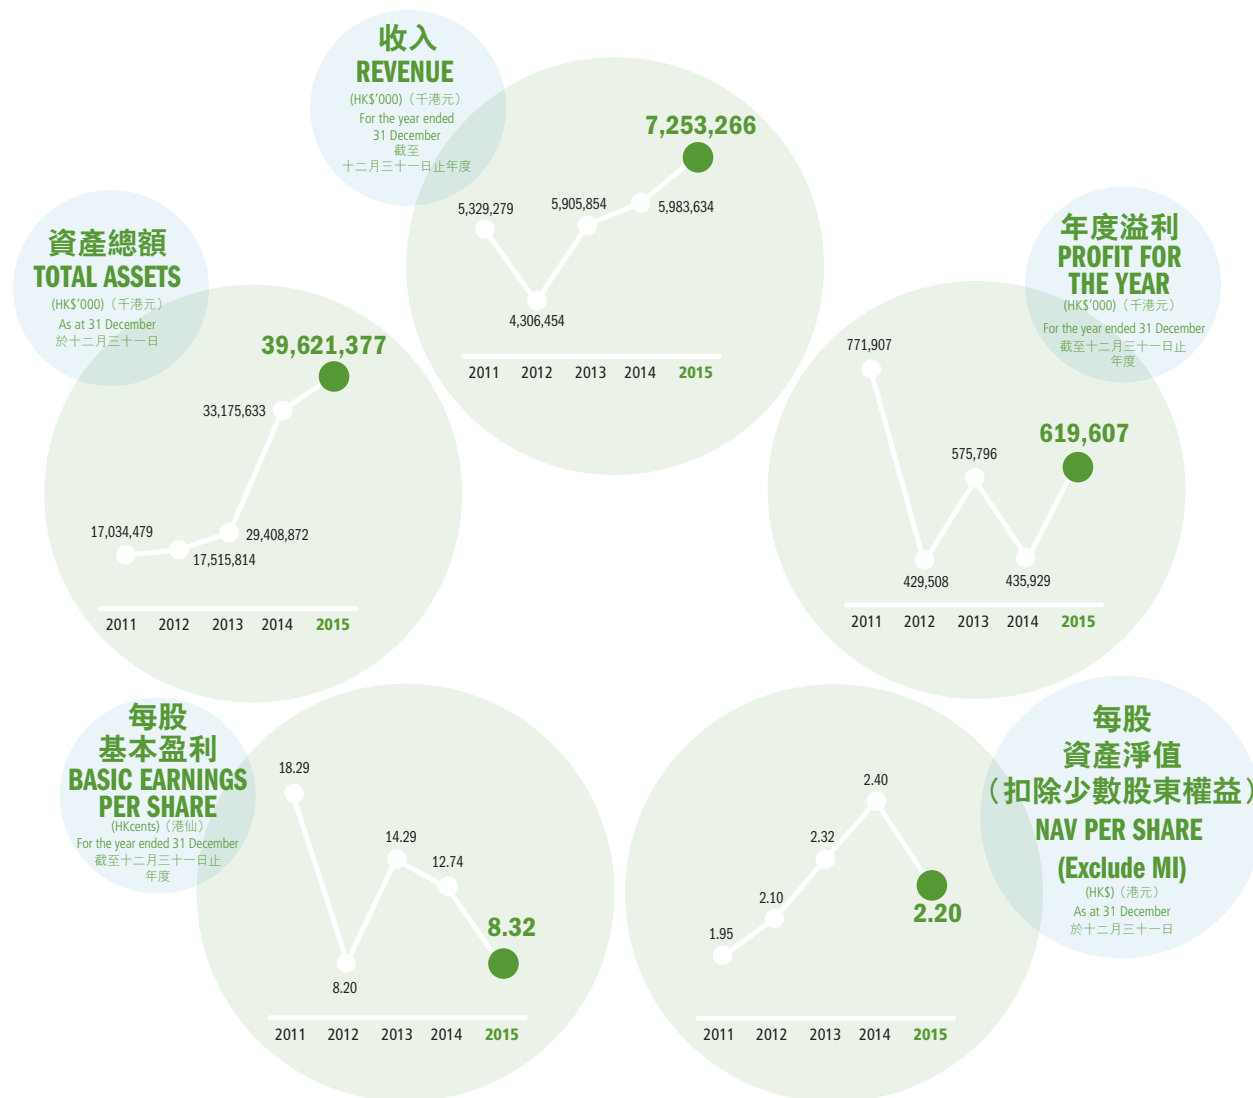 收入
REVENUE
(HK$'000)（千港元）
For the year ended
31 December
截至
十二月三十一日止年度
7,253,266
5,329,279
5,905,854
5,983,634
4,306,454
2011 2012 2013 2014 2015
資產總額
TOTAL ASSETS
(HK$'000)（千港元）
As at 31 December
於十二月三十一日
39,621,377
33,175,633
17,034,479
29,408,872
17,515,814
2011 2012 2013 2014 2015
年度溢利
PROFIT FOR
THE YEAR
(HK$'000)（千港元）
For the year ended 31 December
截至十二月三十一日止
年度
771,907
619,607
575,796
429,508
435,929
2011 2012 2013 2014 2015
每股
基本盈利
BASIC EARNINGS
PER SHARE
(HKcents)（港仙）
For the year ended 31 December
截至十二月三十一日止
年度
18.29
14.29
12.74
8.32
8.20
2011 2012 2013 2014 2015
每股
資產淨值
（扣除少數股東權益）
NAV PER SHARE
(Exclude MI)
(HK$)（港元）
As at 31 December
於十二月三十一日
2.40
2.32
2.10
2.20
1.95
2011 2012 2013 2014 2015